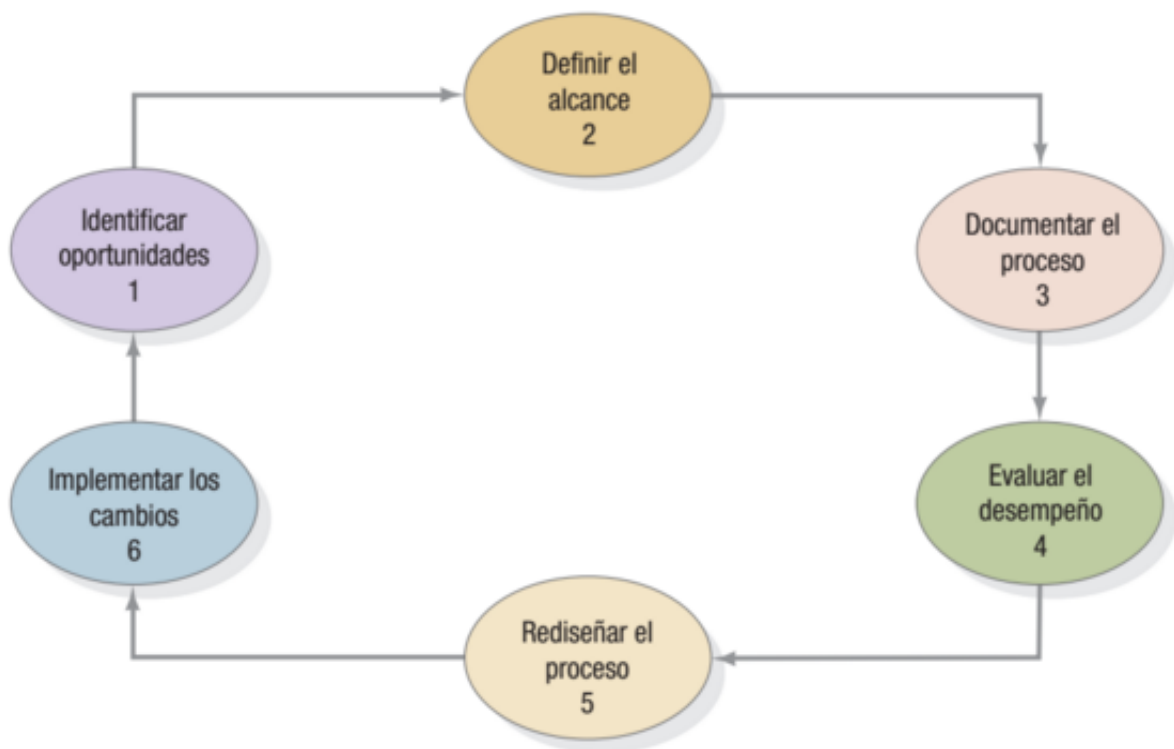 Identificar
oportunidades
1
Definir el
alcance
2
Documentar el
proceso
3
Evaluar el
desempeño
4
Rediseñar el
proceso
5
Implementar los
cambios
6